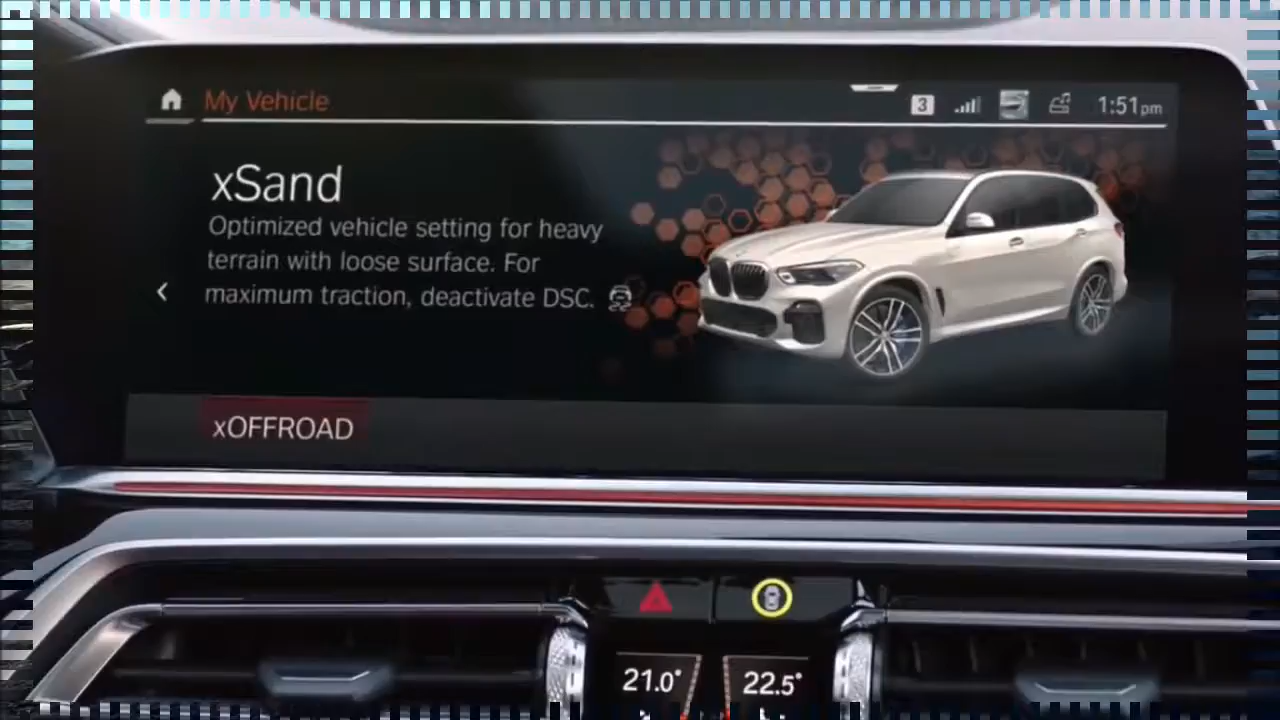 My Vehicle
3
1:51pm
xSand
Optimized vehicle setting for heavy
terrain with loose surface. For
maximum traction, deactivate DSC.
xOFFROAD
21.0°
22.5°